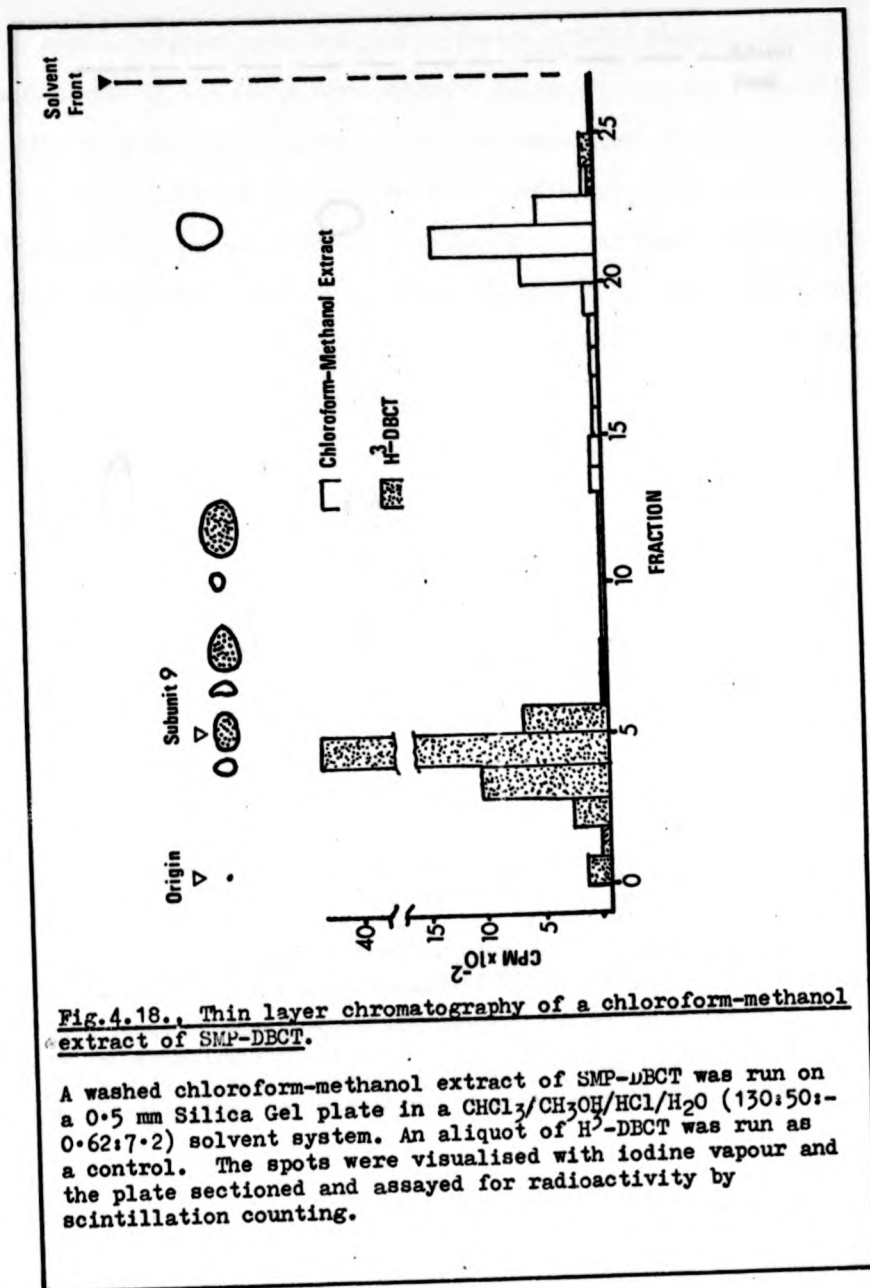 Solvent
Front
Chloroform-Methanol Extract
H³-DBCT
Subunit 9
Origin
CPM x10⁻²
40
15
10
5
0
5
10
15
20
25
FRACTION
Fig.4.18., Thin layer chromatography of a chloroform-methanol
extract of SMP-DBCT.
A washed chloroform-methanol extract of SMP-DBCT was run on
a 0·5 mm Silica Gel plate in a CHCl₃/CH₃OH/HCl/H₂O (130:50:-
0·62:7·2) solvent system. An aliquot of H³-DBCT was run as
a control. The spots were visualised with iodine vapour and
the plate sectioned and assayed for radioactivity by
scintillation counting.